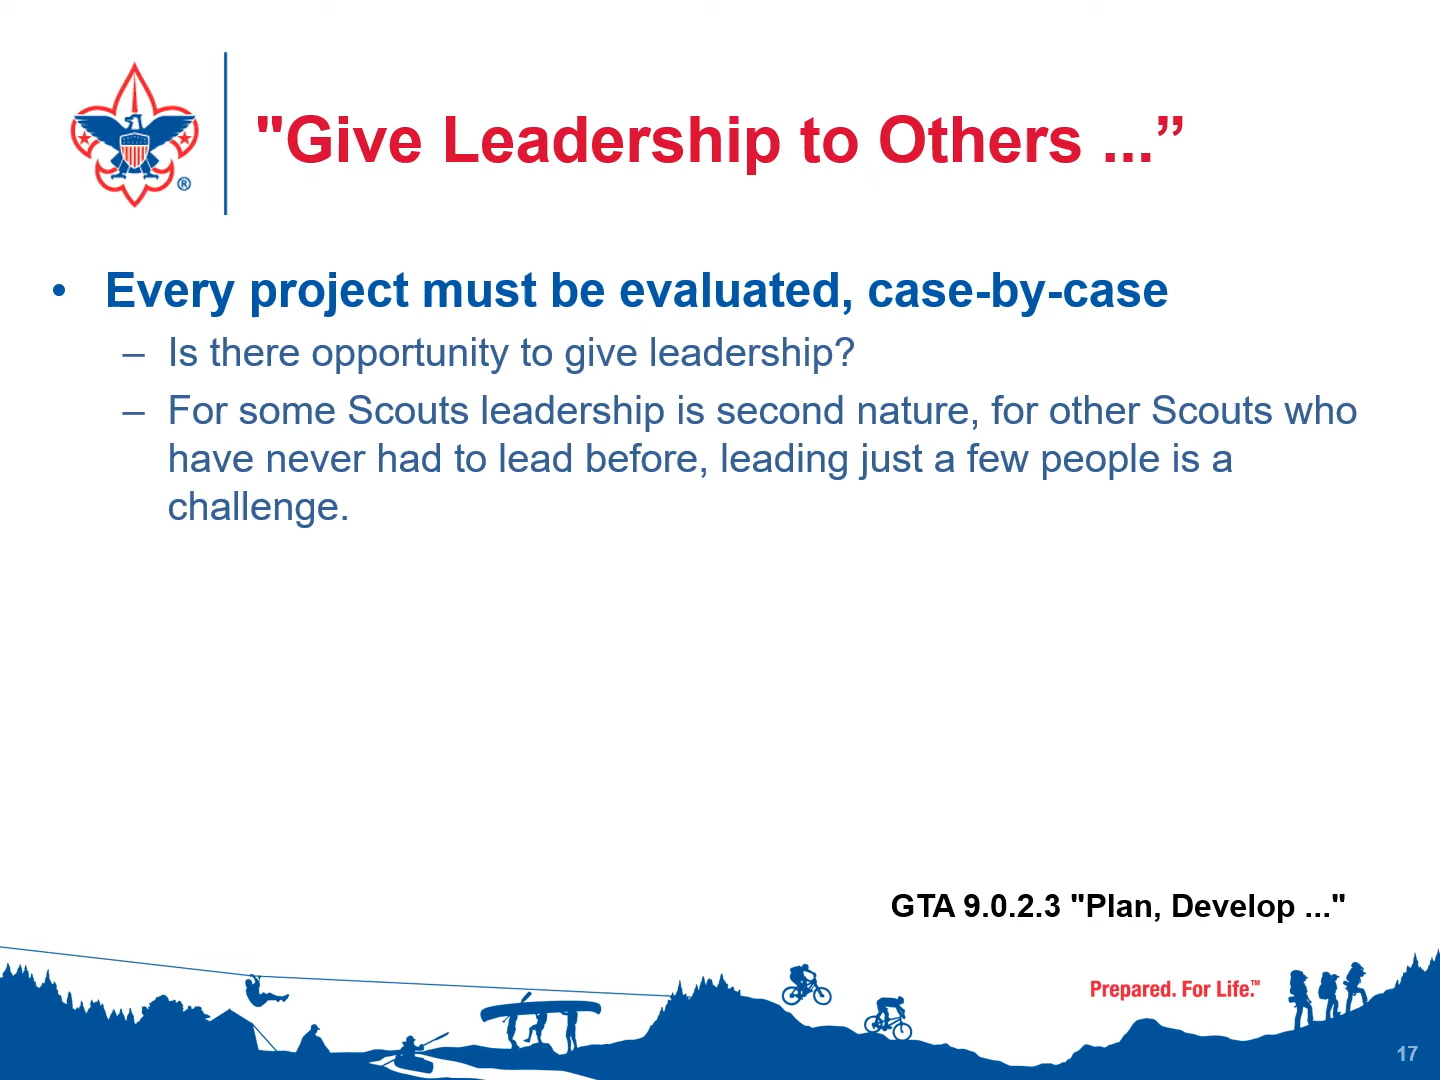 "Give Leadership to Others ...”
• Every project must be evaluated, case-by-case
– Is there opportunity to give leadership?
– For some Scouts leadership is second nature, for other Scouts who
have never had to lead before, leading just a few people is a
challenge.
GTA 9.0.2.3 "Plan, Develop ..."
Prepared. For Life.™
17
®